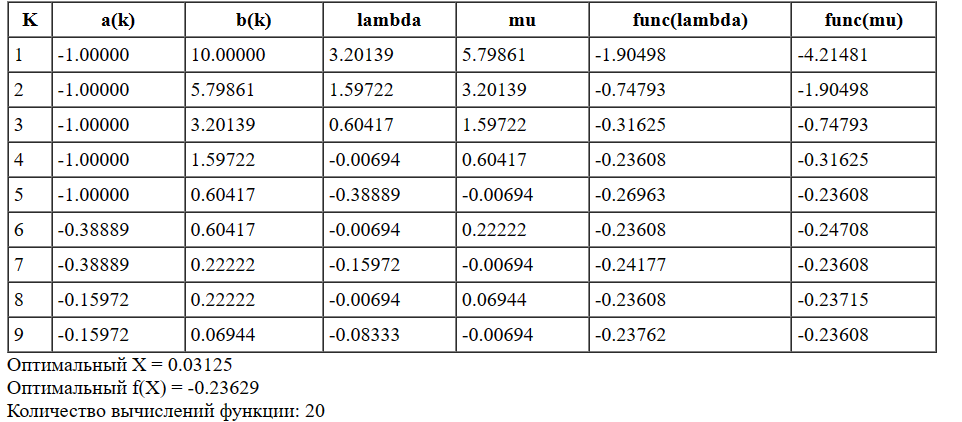 K a(k) b(k) lambda mu func(lambda) func(mu)
1 -1.00000 10.00000 3.20139 5.79861 -1.90498 -4.21481
2 -1.00000 5.79861 1.59722 3.20139 -0.74793 -1.90498
3 -1.00000 3.20139 0.60417 1.59722 -0.31625 -0.74793
4 -1.00000 1.59722 -0.00694 0.60417 -0.23608 -0.31625
5 -1.00000 0.60417 -0.38889 -0.00694 -0.26963 -0.23608
6 -0.38889 0.60417 -0.00694 0.22222 -0.23608 -0.24708
7 -0.38889 0.22222 -0.15972 -0.00694 -0.24177 -0.23608
8 -0.15972 0.22222 -0.00694 0.06944 -0.23608 -0.23715
9 -0.15972 0.06944 -0.08333 -0.00694 -0.23762 -0.23608
Оптимальный X = 0.03125
Оптимальный f(X) = -0.23629
Количество вычислений функции: 20